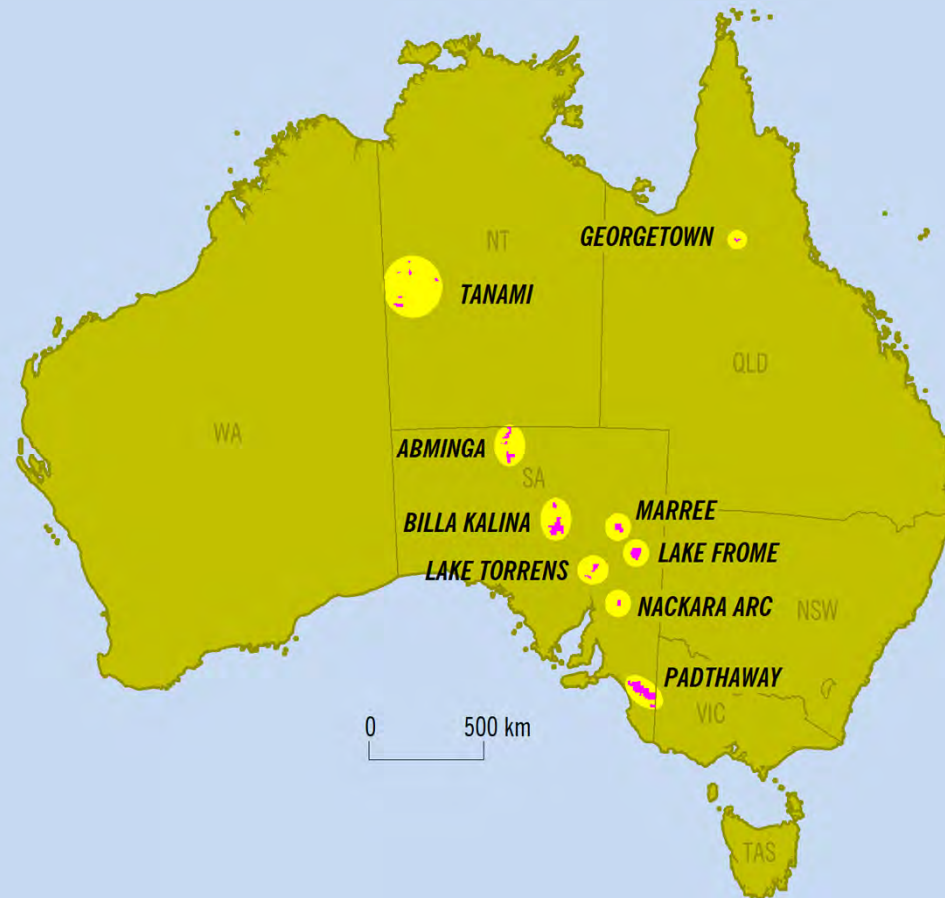 NT
GEORGETOWN
TANAMI
QLD
WA
ABMINGA
SA
BILLA KALINA
MARREE
LAKE FROME
LAKE TORRENS
NACKARA ARC
NSW
PADTHAWAY
VIC
0 500 km
TAS